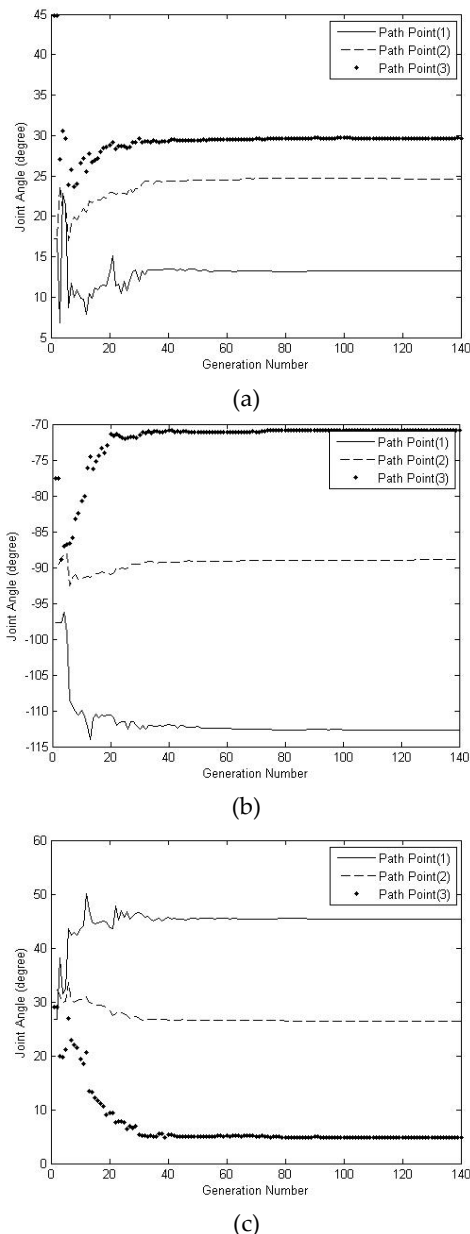 45
40
35
30
25
20
15
10
5
Joint Angle (degree)
Path Point(1)
Path Point(2)
Path Point(3)
0 20 40 60 80 100 120 140
Generation Number
(a)
-70
-75
-80
-85
-90
-95
-100
-105
-110
-115
Joint Angle (degree)
Path Point(1)
Path Point(2)
Path Point(3)
0 20 40 60 80 100 120 140
Generation Number
(b)
60
50
40
30
20
10
0
Joint Angle (degree)
Path Point(1)
Path Point(2)
Path Point(3)
0 20 40 60 80 100 120 140
Generation Number
(c)